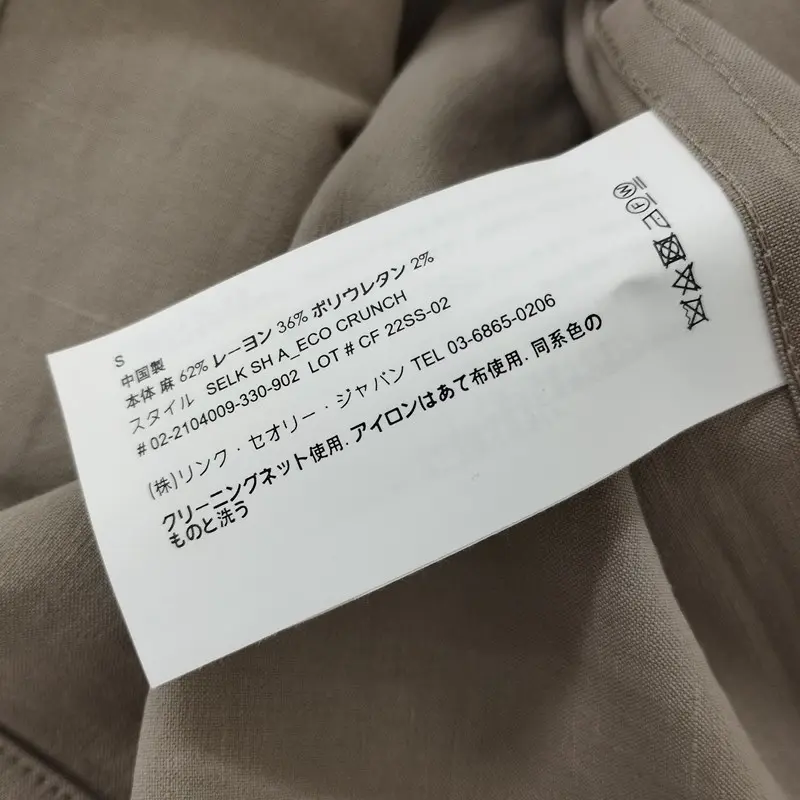 S
中国製
本体 麻 62% レーヨン 36% ポリウレタン 2%
スタイル SELK SH A_ECO CRUNCH
# 02-2104009-330-902 LOT # CF 22SS-02
(株)リンク・セオリー・ジャパン TEL 03-6865-0206
クリーニングネット使用. アイロンはあて布使用. 同系色の
ものと洗う
W
F